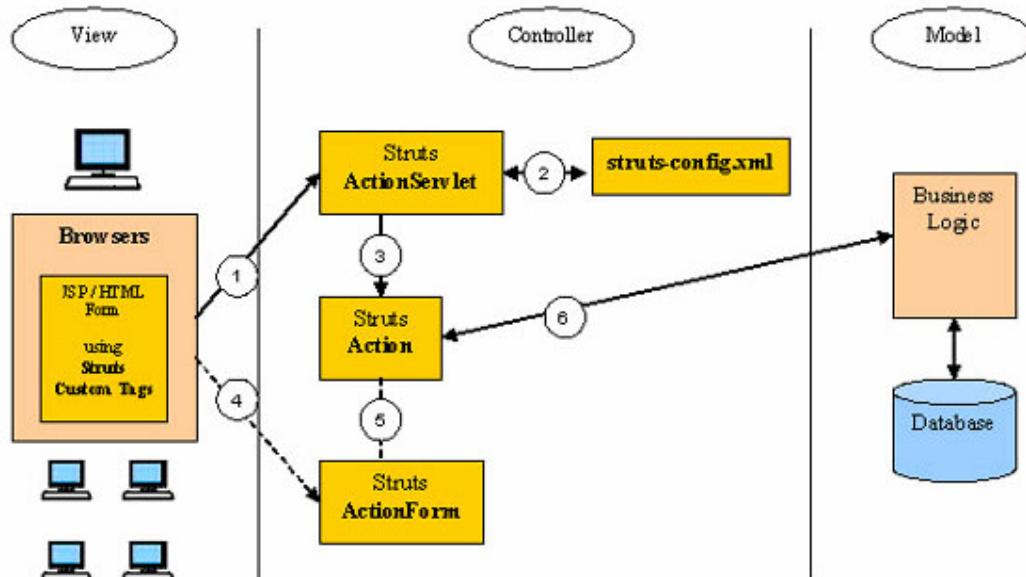 View
Controller
Model
Struts
ActionServlet
2
struts-config.xml
Business
Logic
Browsers
1
3
JSP / HTML
Form
using
Struts
Custom Tags
Struts
Action
6
4
5
Database
Struts
ActionForm